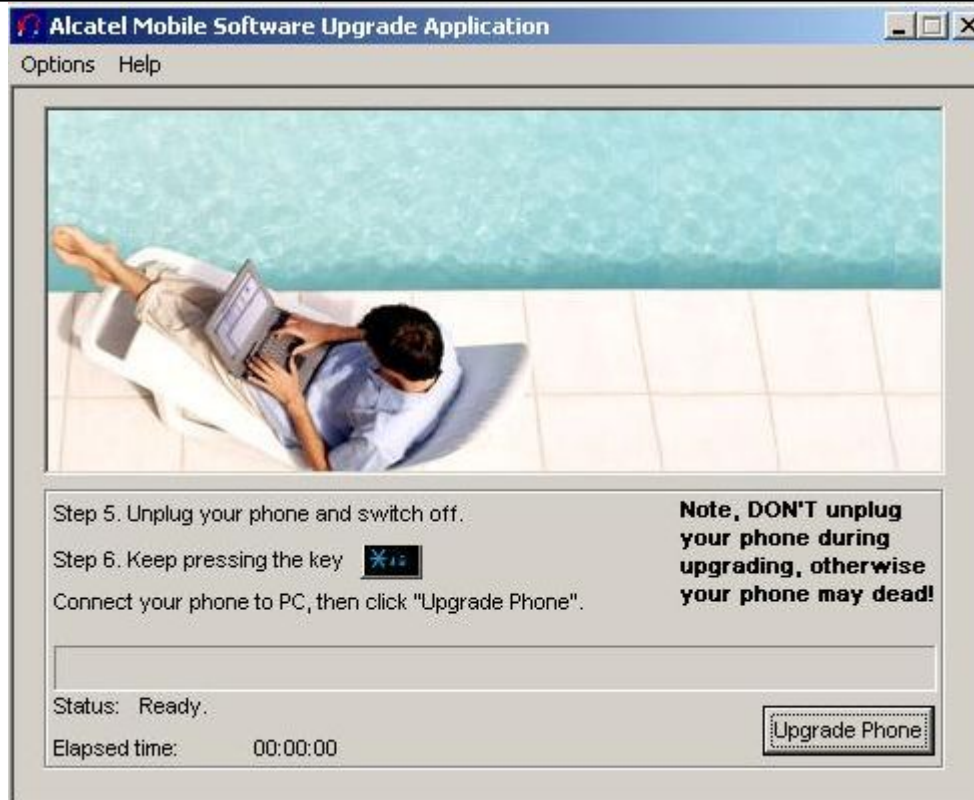 Alcatel Mobile Software Upgrade Application
Options Help
Step 5. Unplug your phone and switch off.
Step 6. Keep pressing the key
Connect your phone to PC, then click "Upgrade Phone".
Note, DON'T unplug
your phone during
upgrading, otherwise
your phone may dead!
Status: Ready.
Elapsed time: 00:00:00
Upgrade Phone